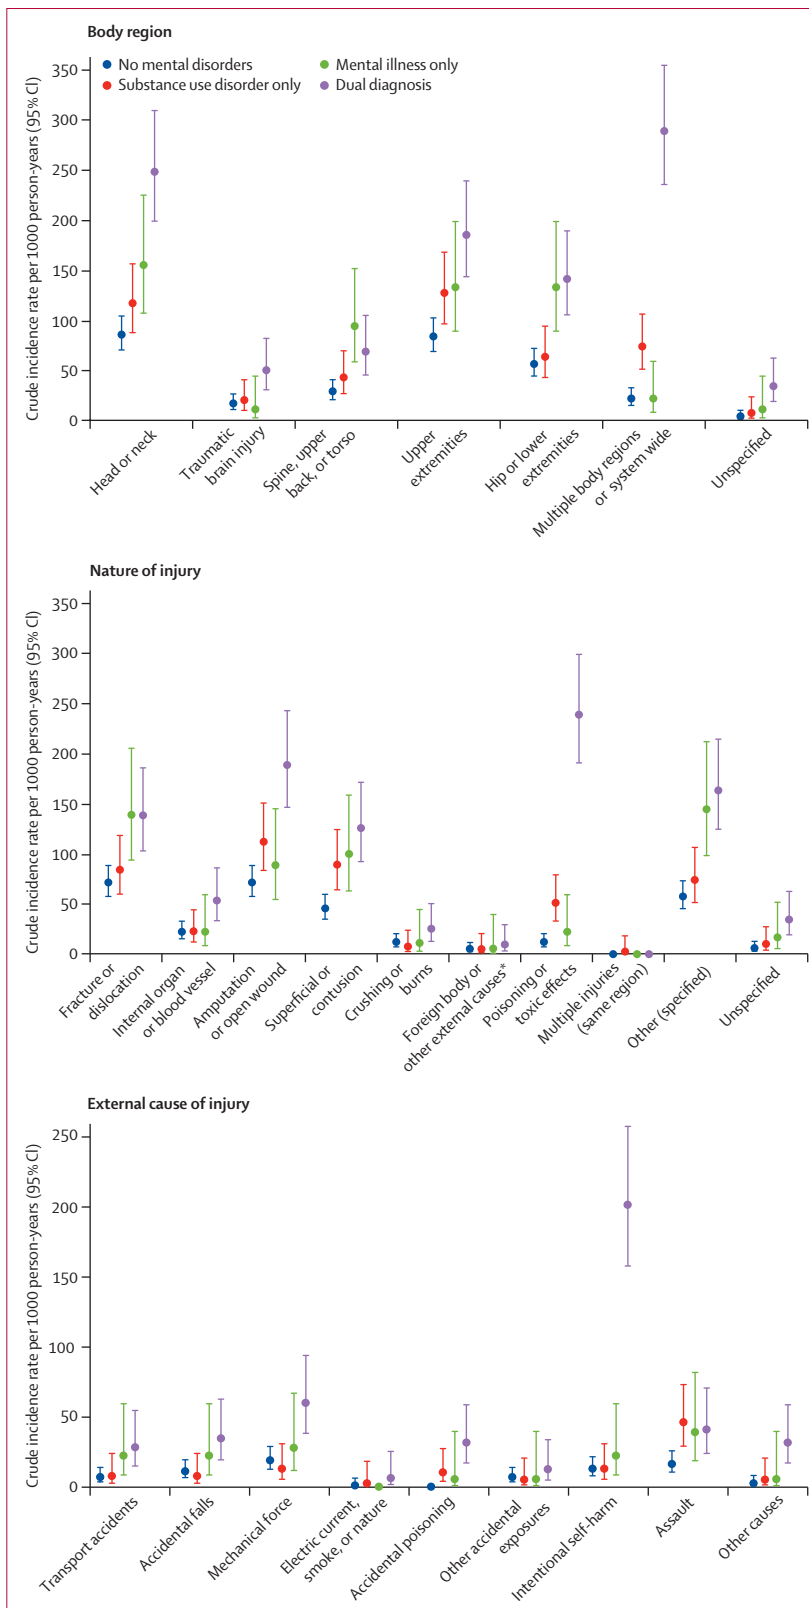 Body region
No mental disorders
Substance use disorder only
Mental illness only
Dual diagnosis
Crude incidence rate per 1000 person-years (95% CI)
350
300
250
200
150
100
50
0
Head or neck
Traumatic
brain injury
Spine, upper
back, or torso
Upper
extremities
Hip or lower
extremities
Multiple body regions
or system wide
Unspecified
Nature of injury
Crude incidence rate per 1000 person-years (95% CI)
350
300
250
200
150
100
50
0
Fracture or
dislocation
Internal organ
or blood vessel
Amputation
or open wound
Superficial or
contusion
Crushing or
burns
Foreign body or
other external causes*
Poisoning or
toxic effects
Multiple injuries
(same region)
Other (specified)
Unspecified
External cause of injury
Crude incidence rate per 1000 person-years (95% CI)
250
200
150
100
50
0
Transport accidents
Accidental falls
Mechanical force
Electric current,
smoke, or nature
Accidental poisoning
Other accidental
exposures
Intentional self-harm
Assault
Other causes